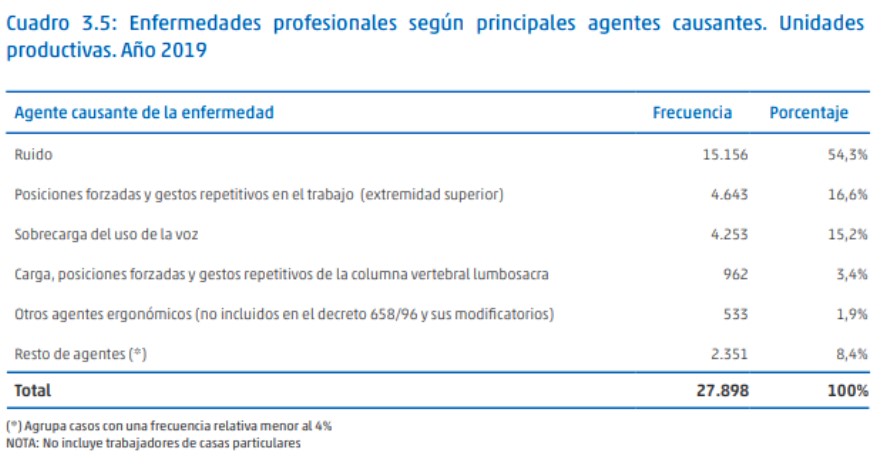 Cuadro 3.5: Enfermedades profesionales según principales agentes causantes. Unidades
productivas. Año 2019
Agente causante de la enfermedad Frecuencia Porcentaje
Ruido 15.156 54,3%
Posiciones forzadas y gestos repetitivos en el trabajo (extremidad superior) 4.643 16,6%
Sobrecarga del uso de la voz 4.253 15,2%
Carga, posiciones forzadas y gestos repetitivos de la columna vertebral lumbosacra 962 3,4%
Otros agentes ergonómicos (no incluidos en el decreto 658/96 y sus modificatorios) 533 1,9%
Resto de agentes (*) 2.351 8,4%
Total 27.898 100%
(*) Agrupa casos con una frecuencia relativa menor al 4%
NOTA: No incluye trabajadores de casas particulares